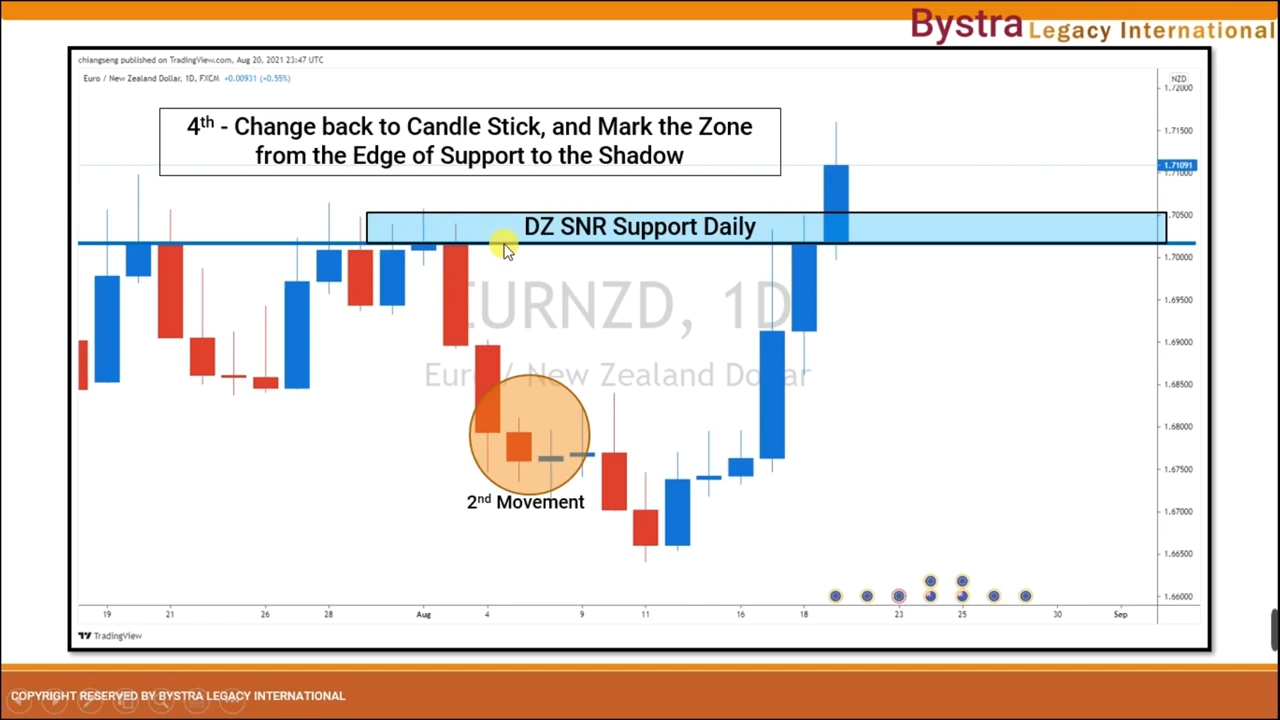 Bystra Legacy International
chiangseng published on TradingView.com, Aug 20, 2021 23:47 UTC
Euro / New Zealand Dollar, 1D, FXCM +0.00931 (+0.55%)
NZD
1.72000
4th - Change back to Candle Stick, and Mark the Zone
from the Edge of Support to the Shadow
1.71500
1.71091
1.71000
1.70500
DZ SNR Support Daily
1.70000
EURNZD, 1D
1.69500
1.69000
Euro / New Zealand Dollar
1.68500
1.68000
1.67500
2nd Movement
1.67000
1.66500
1.66000
19 21 26 28 Aug 4 9 11 16 18 23 25 30 Sep
TradingView
COPYRIGHT RESERVED BY BYSTRA LEGACY INTERNATIONAL